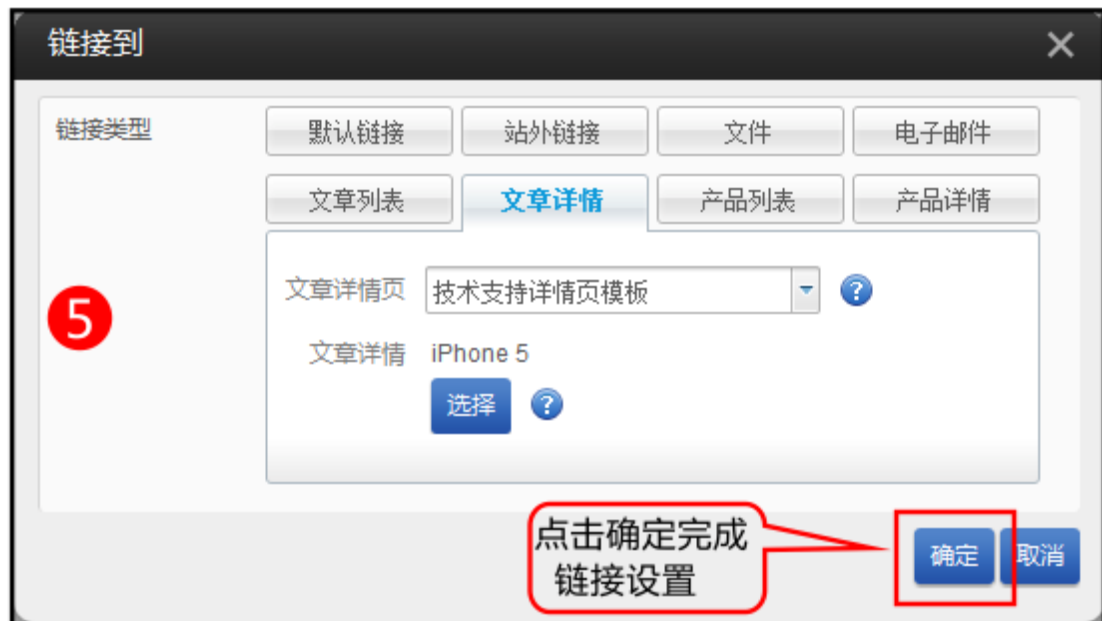 链接到
链接类型
默认链接 站外链接 文件 电子邮件
文章列表 文章详情 产品列表 产品详情
文章详情页 技术支持详情页模板 ?
5
文章详情 iPhone 5
选择 ?
点击确定完成
链接设置
确定 取消